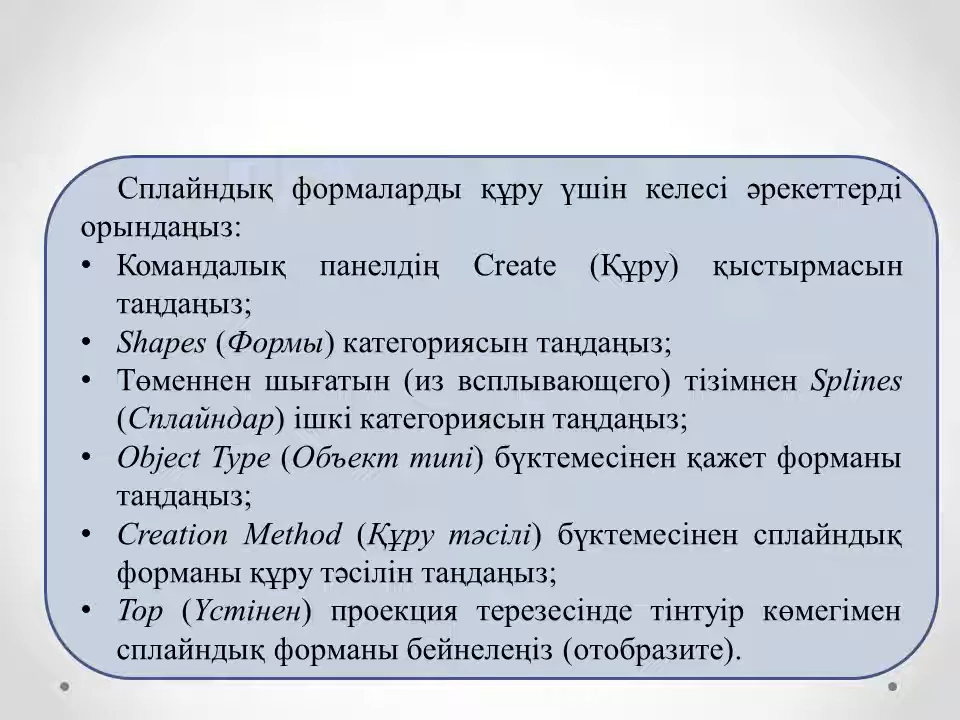 Сплайндық формаларды құру үшін келесі әрекеттерді
орындаңыз:
• Командалық панелдің Create (Құру) қыстырмасын
таңдаңыз;
• Shapes (Формы) категориясын таңдаңыз;
• Төменнен шығатын (из всплывающего) тізімнен Splines
(Сплайндар) ішкі категориясын таңдаңыз;
• Object Type (Объект типі) бүктемесінен қажет форманы
таңдаңыз;
• Creation Method (Құру тәсілі) бүктемесінен сплайндық
форманы құру тәсілін таңдаңыз;
• Top (Үстінен) проекция терезесінде тінтуір көмегімен
сплайндық форманы бейнелеңіз (отобразите).